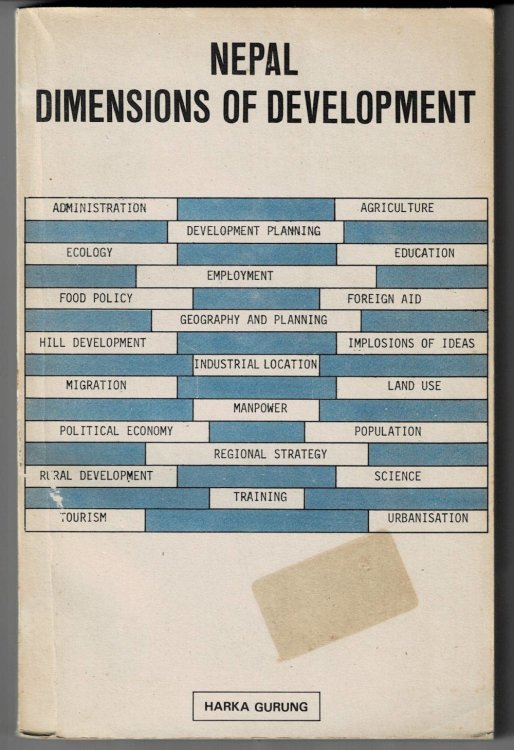 NEPAL
DIMENSIONS OF DEVELOPMENT
ADMINISTRATION AGRICULTURE
DEVELOPMENT PLANNING
ECOLOGY EDUCATION
EMPLOYMENT
FOOD POLICY FOREIGN AID
GEOGRAPHY AND PLANNING
HILL DEVELOPMENT IMPLOSIONS OF IDEAS
INDUSTRIAL LOCATION
MIGRATION LAND USE
MANPOWER
POLITICAL ECONOMY POPULATION
REGIONAL STRATEGY
RURAL DEVELOPMENT SCIENCE
TRAINING
TOURISM URBANISATION
HARKA GURUNG